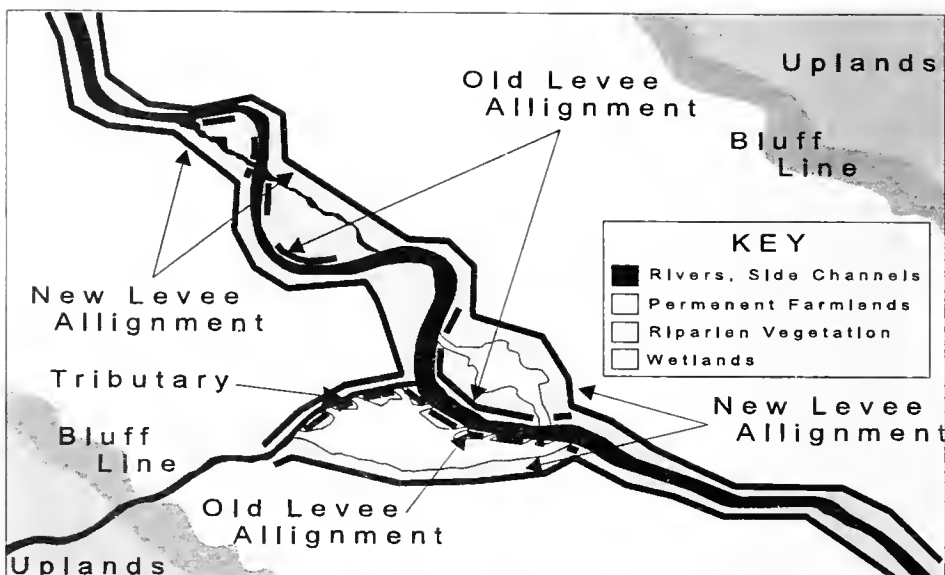 Old Levee
Allignment
Uplands
Bluff
Line
KEY
Rivers, Side Channels
Permenent Farmlands
Riparien Vegetation
Wetlands
New Levee
Allignment
Tributary
New Levee
Allignment
Bluff
Line
Old Levee
Allignment
Uplands